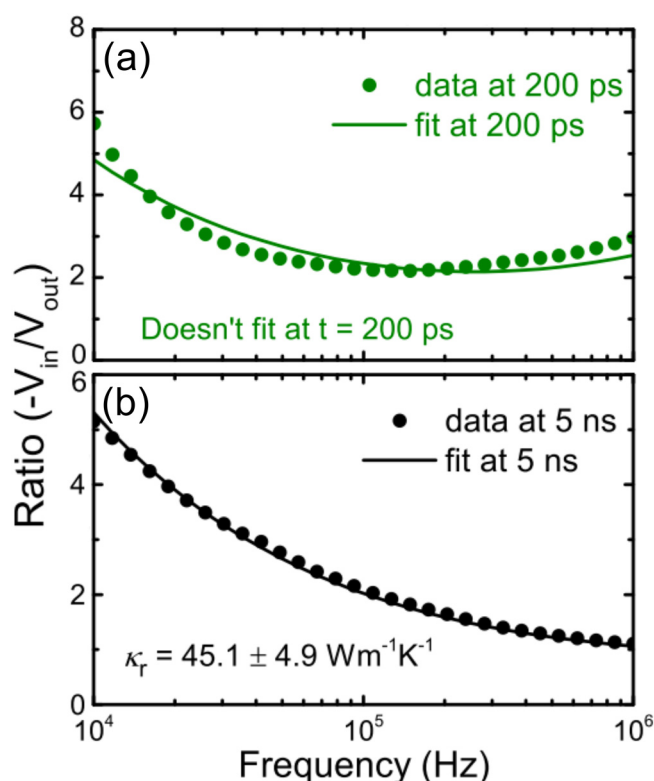 8
(a)
data at 200 ps
6
fit at 200 ps
4
2
Doesn't fit at t = 200 ps
0
Ratio (-V_in/V_out)
6
(b)
data at 5 ns
fit at 5 ns
4
2
κ_r = 45.1 ± 4.9 Wm⁻¹K⁻¹
0
10⁴ 10⁵ 10⁶
Frequency (Hz)